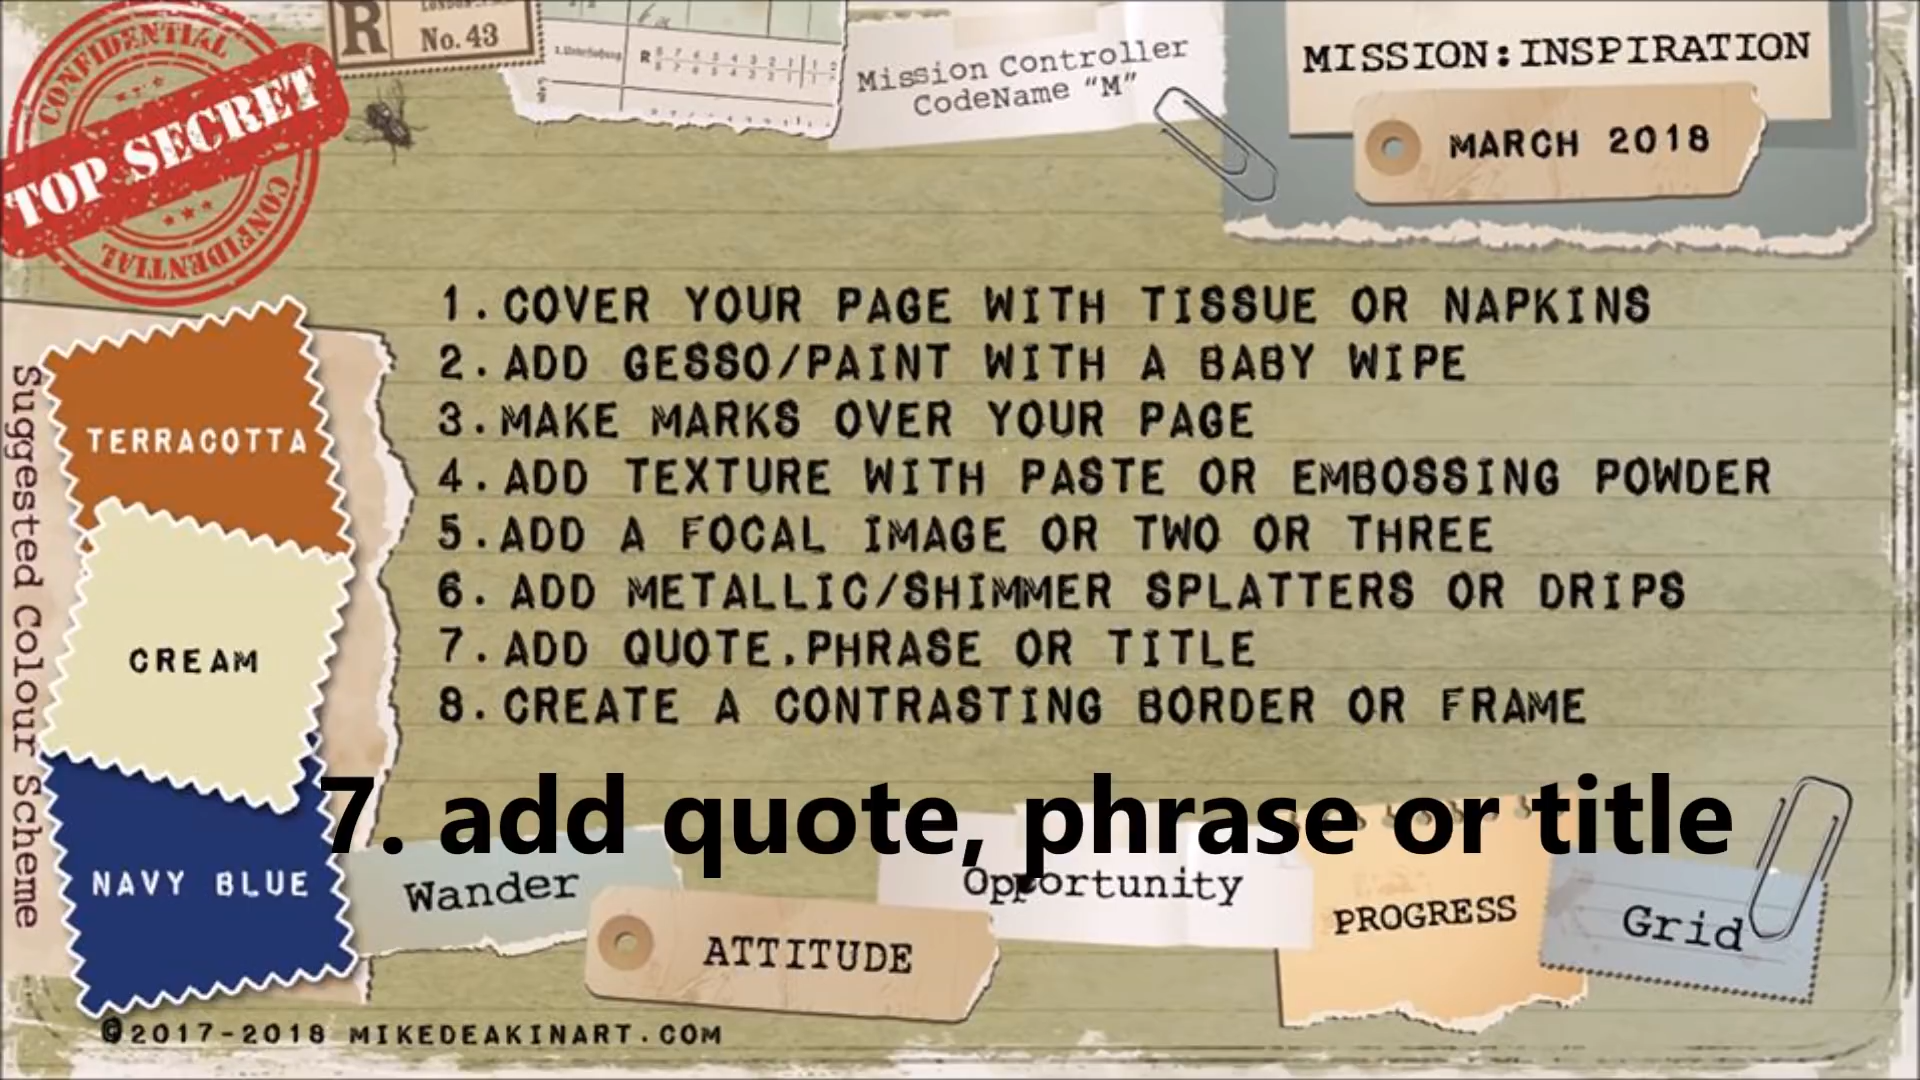 CONFIDENTIAL
TOP SECRET
CONFIDENTIAL
R
No.43
Mission Controller
CodeName “M”
MISSION:INSPIRATION
MARCH 2018
1.COVER YOUR PAGE WITH TISSUE OR NAPKINS
2.ADD GESSO/PAINT WITH A BABY WIPE
3.MAKE MARKS OVER YOUR PAGE
4.ADD TEXTURE WITH PASTE OR EMBOSSING POWDER
5.ADD A FOCAL IMAGE OR TWO OR THREE
6. ADD METALLIC/SHIMMER SPLATTERS OR DRIPS
7.ADD QUOTE,PHRASE OR TITLE
8.CREATE A CONTRASTING BORDER OR FRAME
Suggested Colour Scheme
TERRACOTTA
CREAM
NAVY BLUE
7. add quote, phrase or title
Wander
ATTITUDE
Opportunity
PROGRESS
Grid
©2017-2018 MIKEDEAKINART.COM